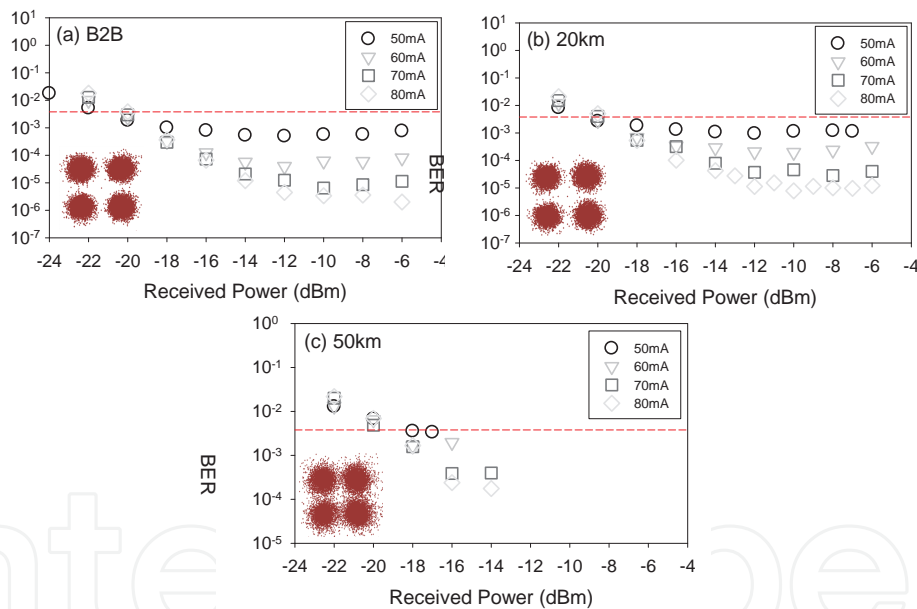 (a) B2B
50mA
60mA
70mA
80mA
10^1
10^0
10^-1
10^-2
10^-3
10^-4
10^-5
10^-6
10^-7
-24 -22 -20 -18 -16 -14 -12 -10 -8 -6 -4
Received Power (dBm)
BER
(b) 20km
50mA
60mA
70mA
80mA
10^1
10^0
10^-1
10^-2
10^-3
10^-4
10^-5
10^-6
10^-7
-24 -22 -20 -18 -16 -14 -12 -10 -8 -6 -4
Received Power (dBm)
(c) 50km
50mA
60mA
70mA
80mA
10^0
10^-1
10^-2
10^-3
10^-4
10^-5
BER
-24 -22 -20 -18 -16 -14 -12 -10 -8 -6 -4
Received Power (dBm)